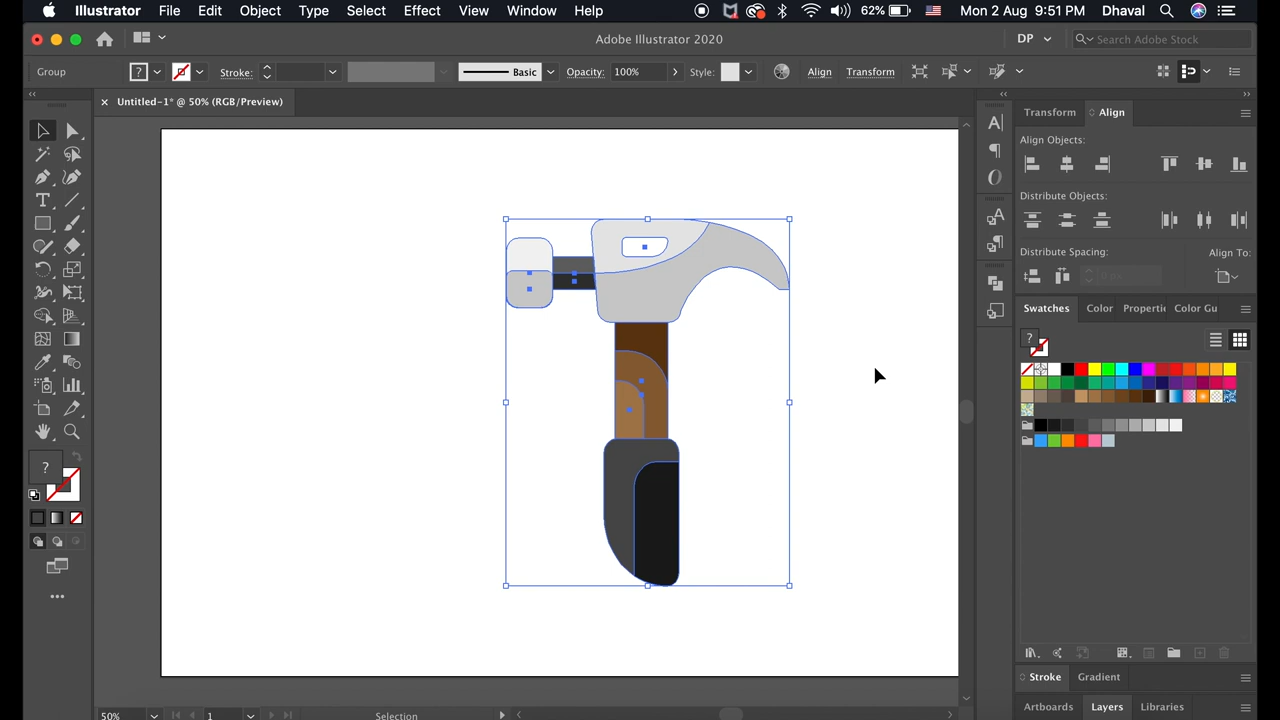 Illustrator File Edit Object Type Select Effect View Window Help 62% Mon 2 Aug 9:51 PM Dhaval
Adobe Illustrator 2020 DP Search Adobe Stock
Group ? Stroke: Basic Opacity: 100% Style: Align Transform
Untitled-1* @ 50% (RGB/Preview)
Transform Align
Align Objects:
Distribute Objects:
Distribute Spacing: Align To:
0 px
Swatches Color Properti Color Gu
?
?
Stroke Gradient
Artboards Layers Libraries
50% 1 Selection